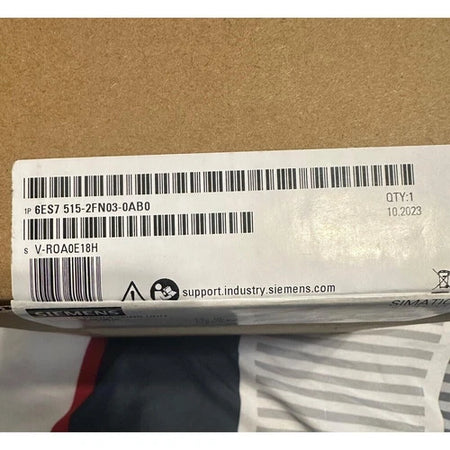 1P 6ES7 515-2FN03-0AB0
QTY:1
10.2023
S V-ROA0E18H
support.industry.siemens.com
SIEMENS
SIMATIC